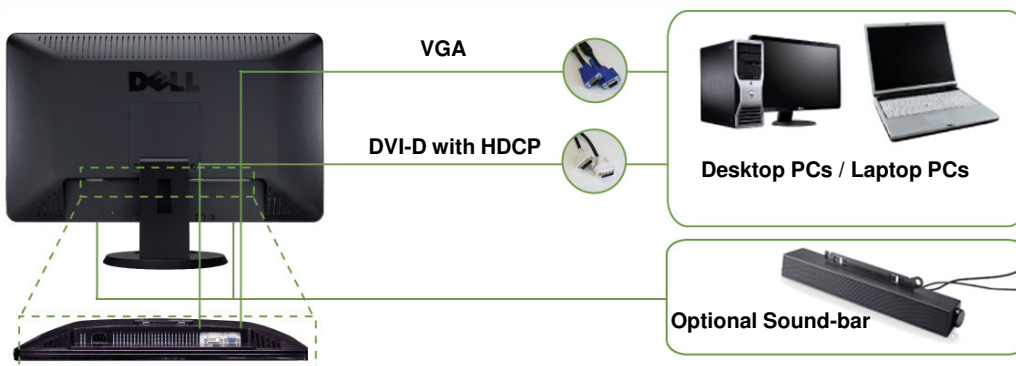 DELL
VGA
DVI-D with HDCP
Desktop PCs / Laptop PCs
Optional Sound-bar